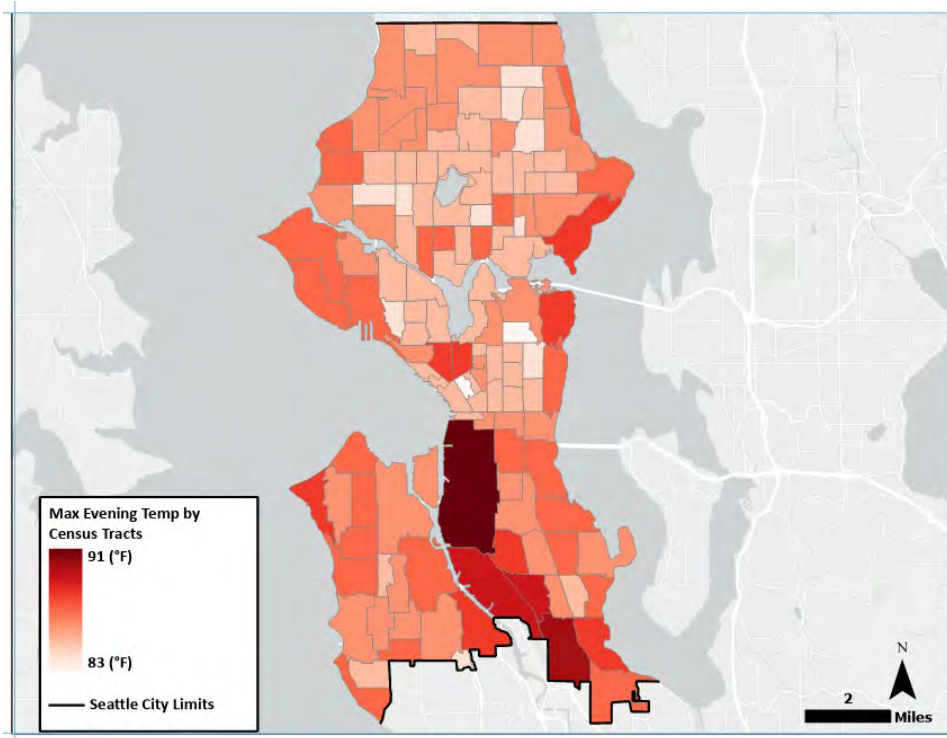 N
Max Evening Temp by
Census Tracts
91 (°F)
83 (°F)
Seattle City Limits
2
Miles